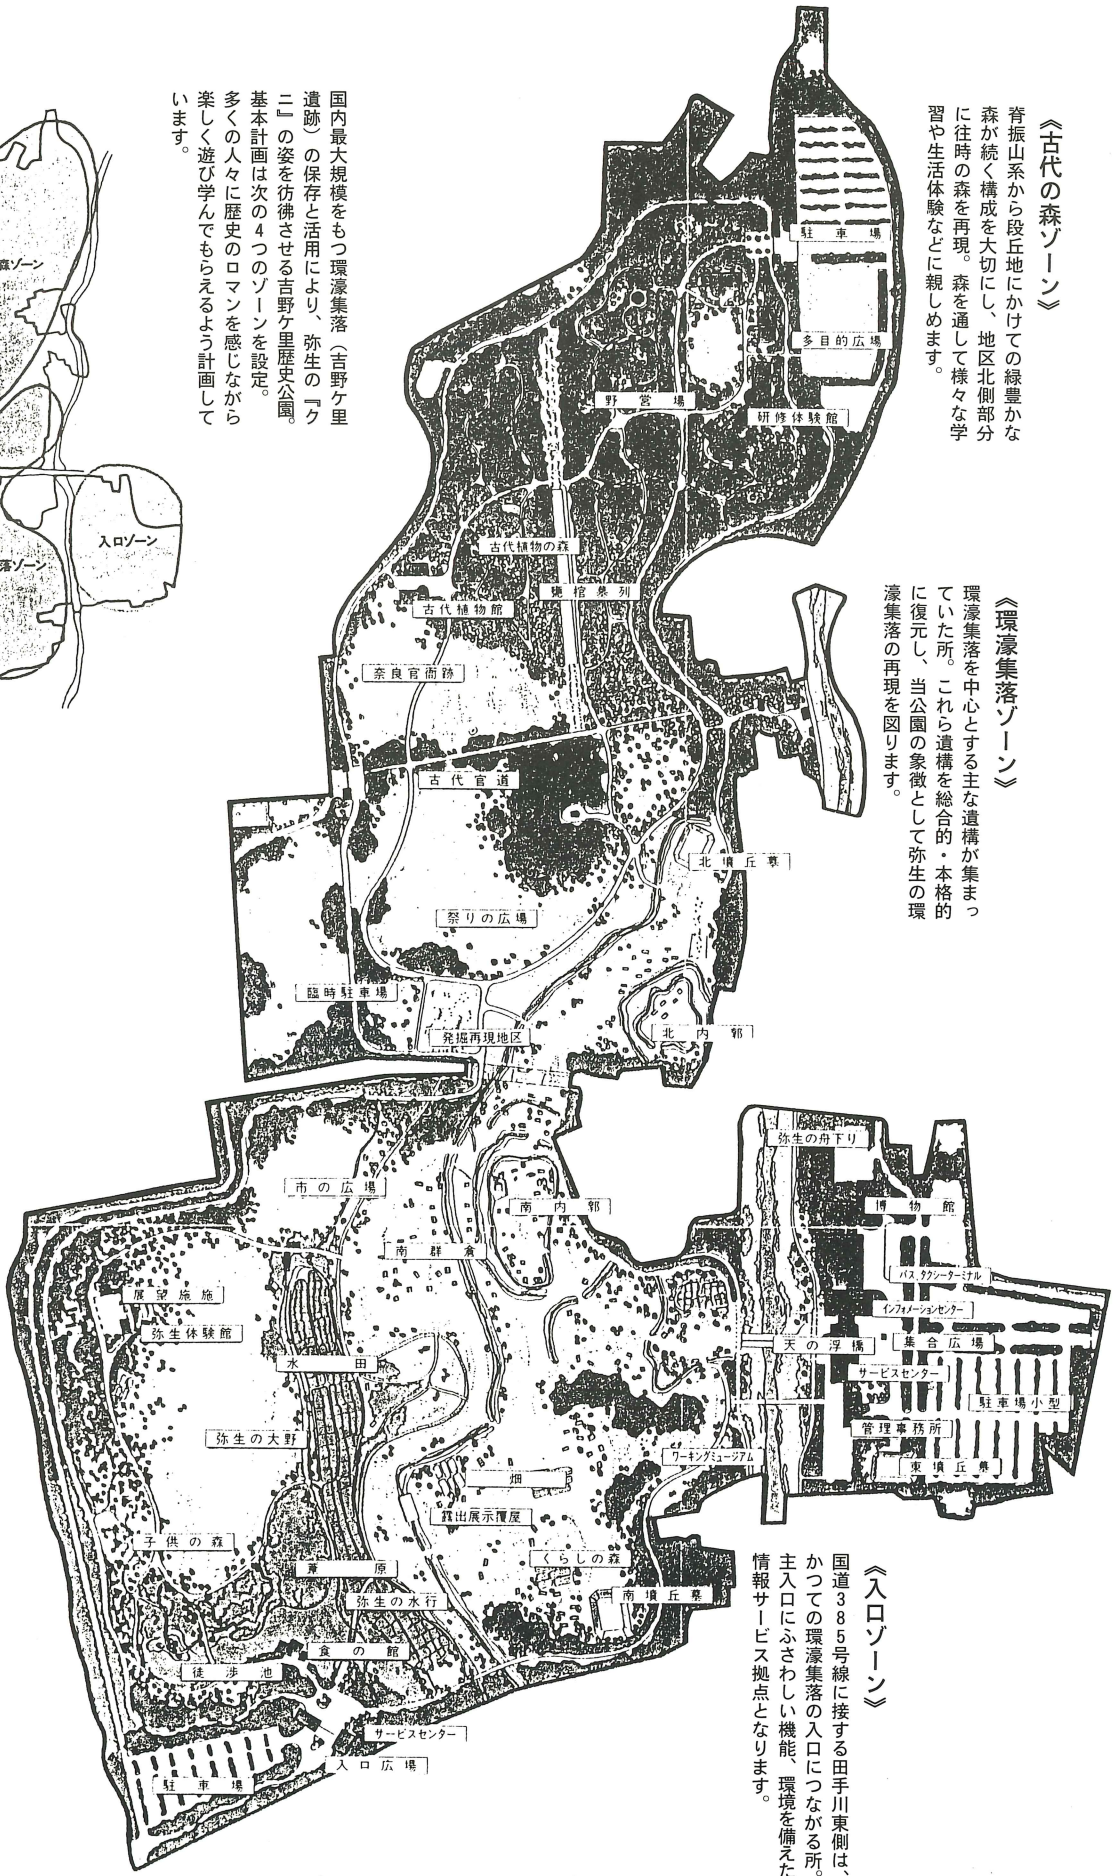 《古代の森ゾーン》
脊振山系から段丘地にかけての緑豊かな
森が続く構成を大切にし、地区北側部分
に往時の森を再現。森を通して様々な学
習や生活体験などに親しめます。
国内最大規模をもつ環濠集落（吉野ケ里
遺跡）の保存と活用により、弥生の『ク
ニ』の姿を彷彿させる吉野ケ里歴史公園。
基本計画は次の4つのゾーンを設定。
多くの人々に歴史のロマンを感じながら
楽しく遊び学んでもらえるよう計画して
います。
森ゾーン
入口ゾーン
落ゾーン
《環濠集落ゾーン》
環濠集落を中心とする主な遺構が集まっ
ていた所。これら遺構を総合的・本格的
に復元し、当公園の象徴として弥生の環
濠集落の再現を図ります。
《入口ゾーン》
国道385号線に接する田手川東側は、
かつての環濠集落の入口につながる所。
主入口にふさわしい機能、環境を備えた
情報サービス拠点となります。
駐車場
多目的広場
野営場
研修体験館
古代植物の森
甕棺墓列
古代植物館
奈良官衙跡
古代官道
北墳丘墓
祭りの広場
臨時駐車場
発掘再現地区
北内郭
弥生の舟下り
市の広場
南内郭
博物館
南群倉
バス,タクシーターミナル
展望施施
インフォメーションセンター
弥生体験館
天の浮橋
集合広場
水田
サービスセンター
駐車場小型
弥生の大野
管理事務所
ワーキングミュージアム
東墳丘墓
畑
露出展示覆屋
子供の森
くらしの森
葦原
南墳丘墓
弥生の水行
食の館
徒渉池
サービスセンター
入口広場
駐車場